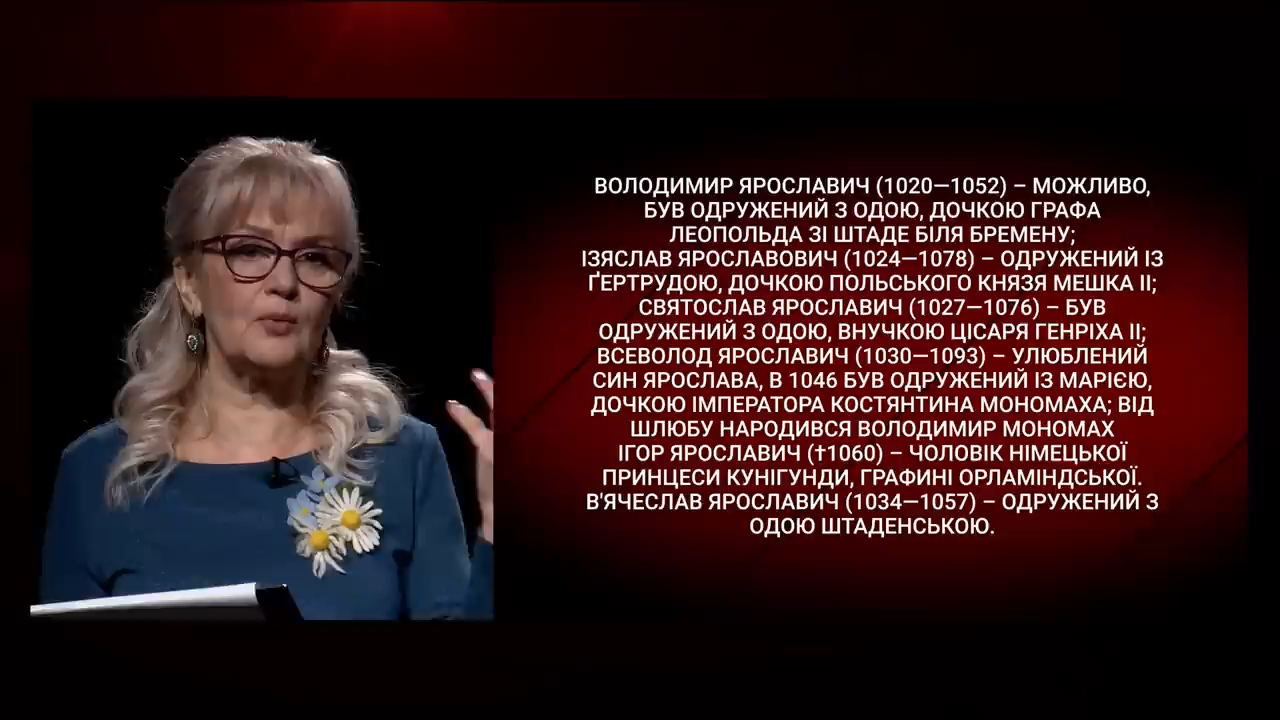 ВОЛОДИМИР ЯРОСЛАВИЧ (1020—1052) – МОЖЛИВО,
БУВ ОДРУЖЕНИЙ З ОДОЮ, ДОЧКОЮ ГРАФА
ЛЕОПОЛЬДА ЗІ ШТАДЕ БІЛЯ БРЕМЕНУ;
ІЗЯСЛАВ ЯРОСЛАВОВИЧ (1024—1078) – ОДРУЖЕНИЙ ІЗ
ҐЕРТРУДОЮ, ДОЧКОЮ ПОЛЬСЬКОГО КНЯЗЯ МЕШКА ІІ;
СВЯТОСЛАВ ЯРОСЛАВИЧ (1027—1076) – БУВ
ОДРУЖЕНИЙ З ОДОЮ, ВНУЧКОЮ ЦІСАРЯ ГЕНРІХА ІІ;
ВСЕВОЛОД ЯРОСЛАВИЧ (1030—1093) – УЛЮБЛЕНИЙ
СИН ЯРОСЛАВА, В 1046 БУВ ОДРУЖЕНИЙ ІЗ МАРІЄЮ,
ДОЧКОЮ ІМПЕРАТОРА КОСТЯНТИНА МОНОМАХА; ВІД
ШЛЮБУ НАРОДИВСЯ ВОЛОДИМИР МОНОМАХ
ІГОР ЯРОСЛАВИЧ (†1060) – ЧОЛОВІК НІМЕЦЬКОЇ
ПРИНЦЕСИ КУНІГУНДИ, ГРАФИНІ ОРЛАМІНДСЬКОЇ.
В'ЯЧЕСЛАВ ЯРОСЛАВИЧ (1034—1057) – ОДРУЖЕНИЙ З
ОДОЮ ШТАДЕНСЬКОЮ.